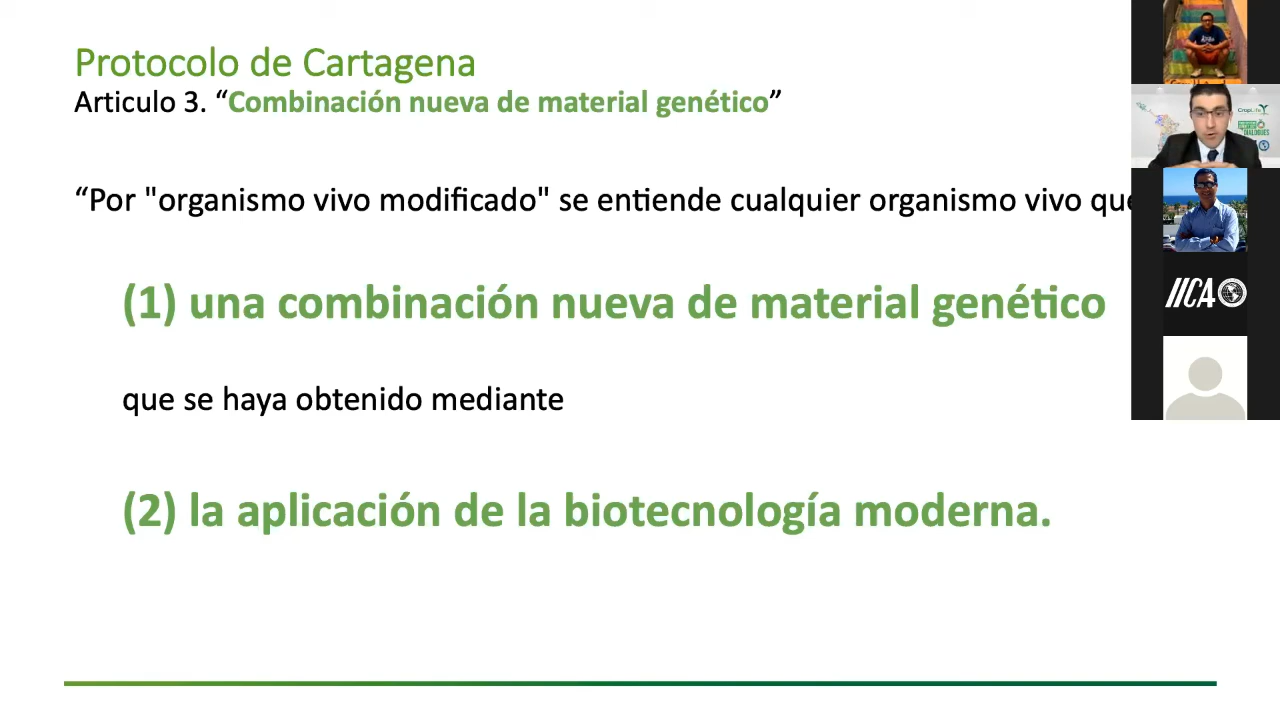 Protocolo de Cartagena
Articulo 3. “Combinación nueva de material genético”
“Por "organismo vivo modificado" se entiende cualquier organismo vivo que
(1) una combinación nueva de material genético
que se haya obtenido mediante
(2) la aplicación de la biotecnología moderna.
CropLife
DIALOGUES
IICA